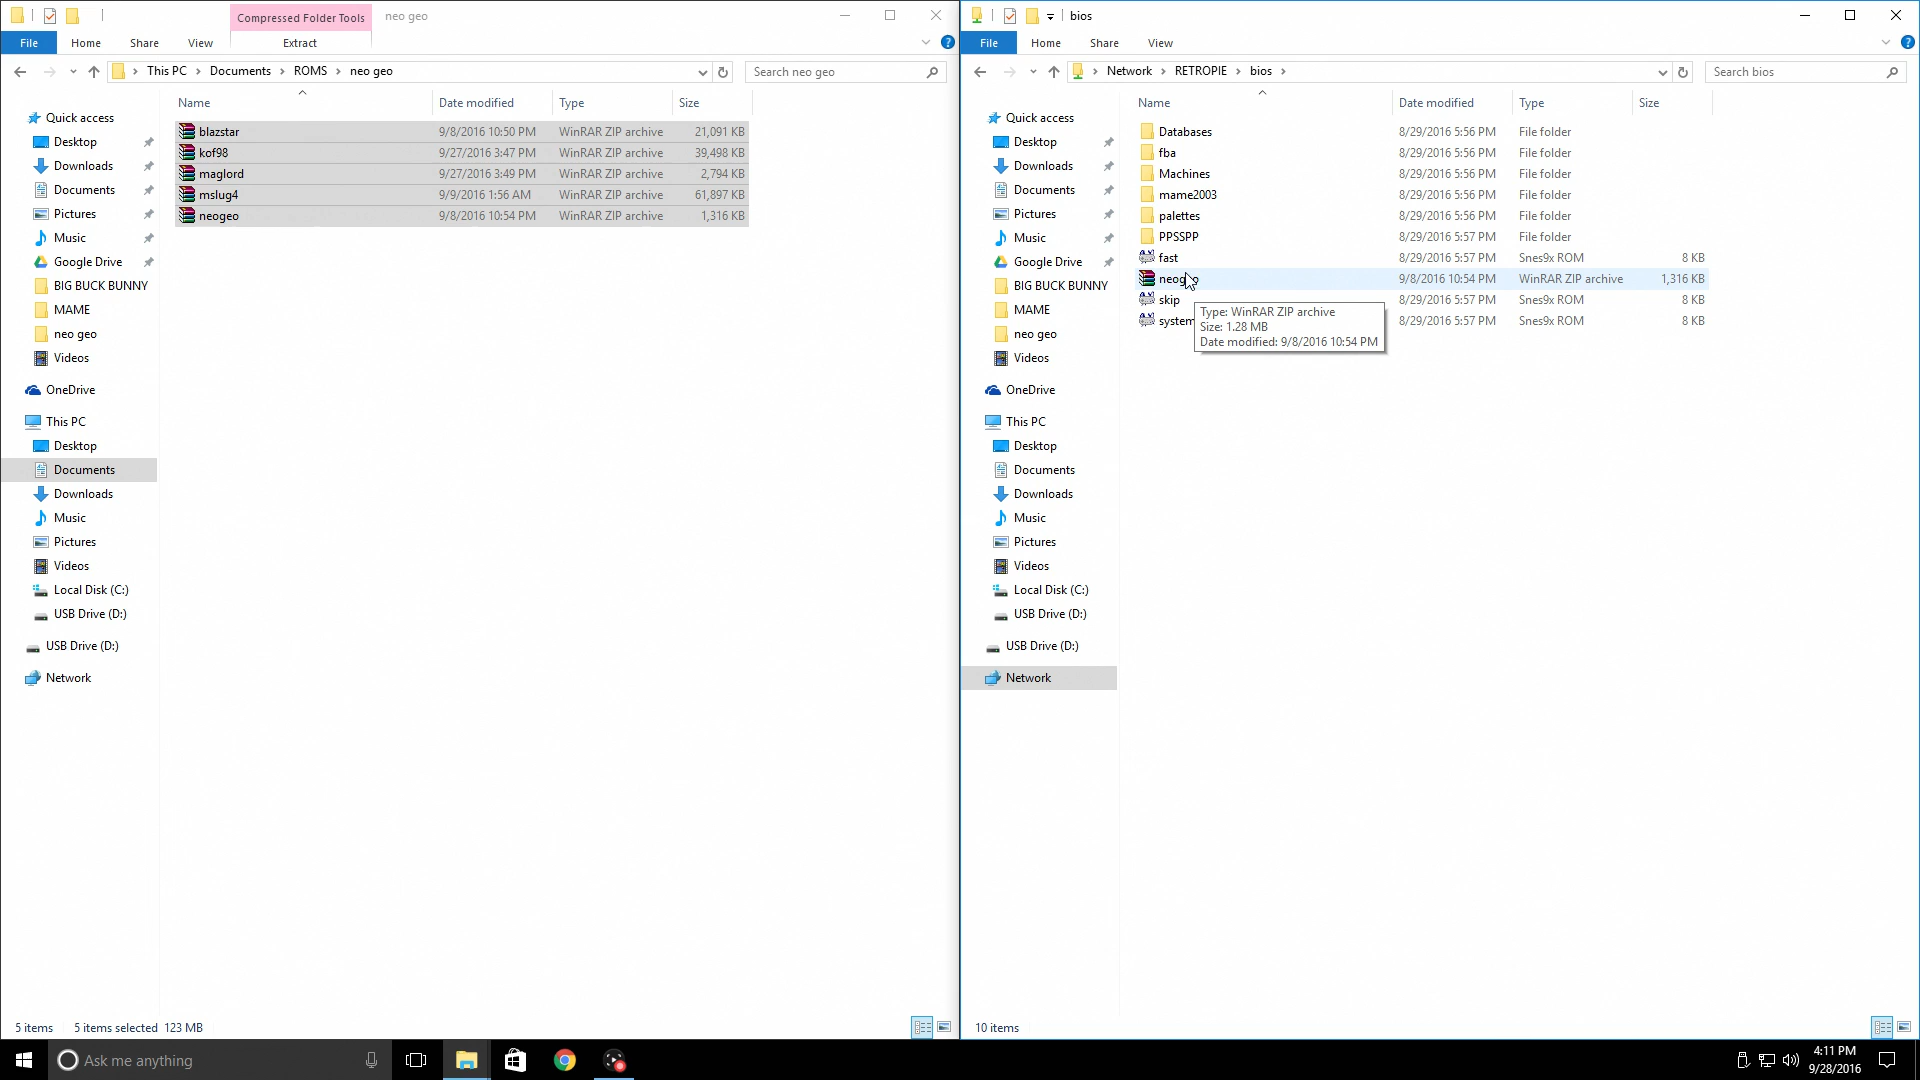 Compressed Folder Tools
neo geo
File
Home
Share
View
Extract
This PC
Documents
ROMS
neo geo
Search neo geo
Name
Date modified
Type
Size
Quick access
Desktop
Downloads
Documents
Pictures
Music
Google Drive
BIG BUCK BUNNY
MAME
neo geo
Videos
OneDrive
This PC
Desktop
Documents
Downloads
Music
Pictures
Videos
Local Disk (C:)
USB Drive (D:)
USB Drive (D:)
Network
blazstar 9/8/2016 10:50 PM WinRAR ZIP archive 21,091 KB
kof98 9/27/2016 3:47 PM WinRAR ZIP archive 39,498 KB
maglord 9/27/2016 3:49 PM WinRAR ZIP archive 2,794 KB
mslug4 9/9/2016 1:56 AM WinRAR ZIP archive 61,897 KB
neogeo 9/8/2016 10:54 PM WinRAR ZIP archive 1,316 KB
5 items 5 items selected 123 MB
bios
File
Home
Share
View
Network
RETROPIE
bios
Search bios
Name
Date modified
Type
Size
Quick access
Desktop
Downloads
Documents
Pictures
Music
Google Drive
BIG BUCK BUNNY
MAME
neo geo
Videos
OneDrive
This PC
Desktop
Documents
Downloads
Music
Pictures
Videos
Local Disk (C:)
USB Drive (D:)
USB Drive (D:)
Network
Databases 8/29/2016 5:56 PM File folder
fba 8/29/2016 5:56 PM File folder
Machines 8/29/2016 5:56 PM File folder
mame2003 8/29/2016 5:56 PM File folder
palettes 8/29/2016 5:56 PM File folder
PPSSPP 8/29/2016 5:57 PM File folder
fast 8/29/2016 5:57 PM Snes9x ROM 8 KB
neogeo 9/8/2016 10:54 PM WinRAR ZIP archive 1,316 KB
skip 8/29/2016 5:57 PM Snes9x ROM 8 KB
system 8/29/2016 5:57 PM Snes9x ROM 8 KB
Type: WinRAR ZIP archive
Size: 1.28 MB
Date modified: 9/8/2016 10:54 PM
10 items
Ask me anything
4:11 PM
9/28/2016